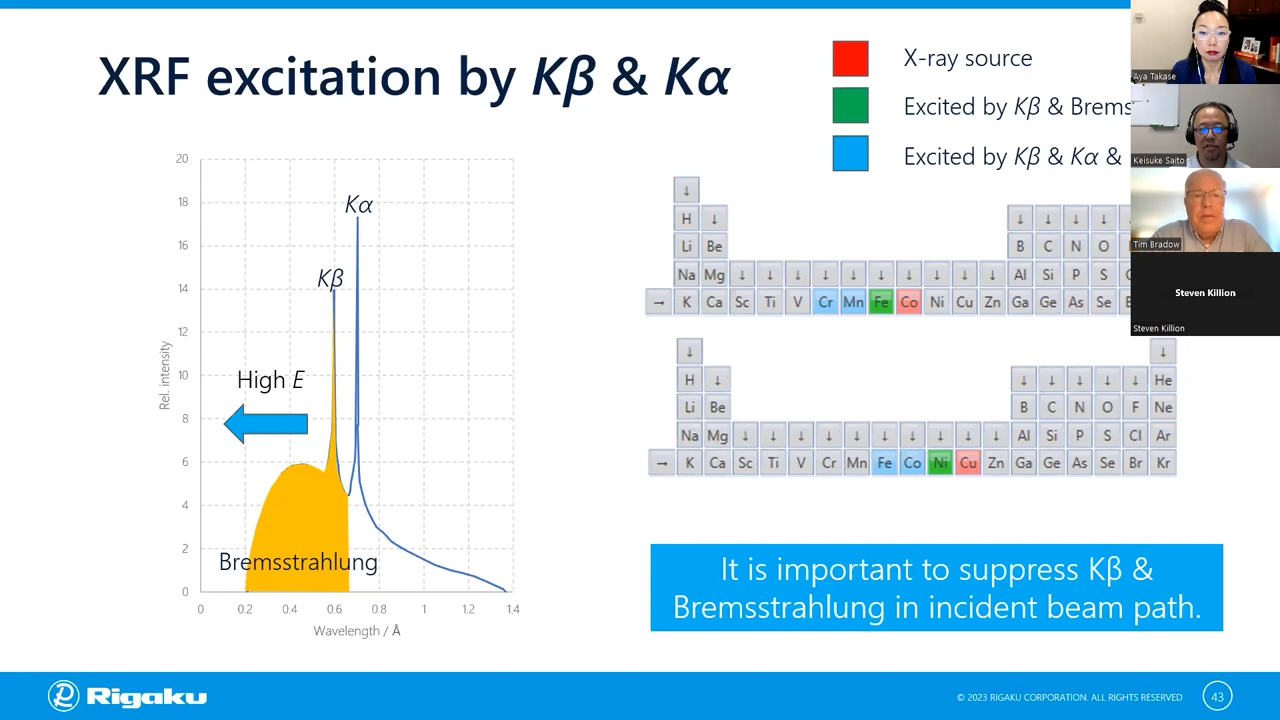 XRF excitation by Kβ & Kα
X-ray source
Excited by Kβ & Brems
Excited by Kβ & Kα &
Aya Takase
Keisuke Saito
Tim Bradow
Steven Killion
Steven Killion
20
18
16
14
12
10
8
6
4
2
0
Rel. intensity
Kα
Kβ
High E
Bremsstrahlung
0 0.2 0.4 0.6 0.8 1 1.2 1.4
Wavelength / Å
↓
H ↓ ↓ ↓ ↓ ↓
Li Be B C N O
Na Mg ↓ ↓ ↓ ↓ ↓ ↓ ↓ ↓ ↓ ↓ Al Si P S
→ K Ca Sc Ti V Cr Mn Fe Co Ni Cu Zn Ga Ge As Se
↓ ↓
H ↓ ↓ ↓ ↓ ↓ He
Li Be B C N O F Ne
Na Mg ↓ ↓ ↓ ↓ ↓ ↓ ↓ ↓ ↓ ↓ Al Si P S Cl Ar
→ K Ca Sc Ti V Cr Mn Fe Co Ni Cu Zn Ga Ge As Se Br Kr
It is important to suppress Kβ &
Bremsstrahlung in incident beam path.
Rigaku
© 2023 RIGAKU CORPORATION. ALL RIGHTS RESERVED
43